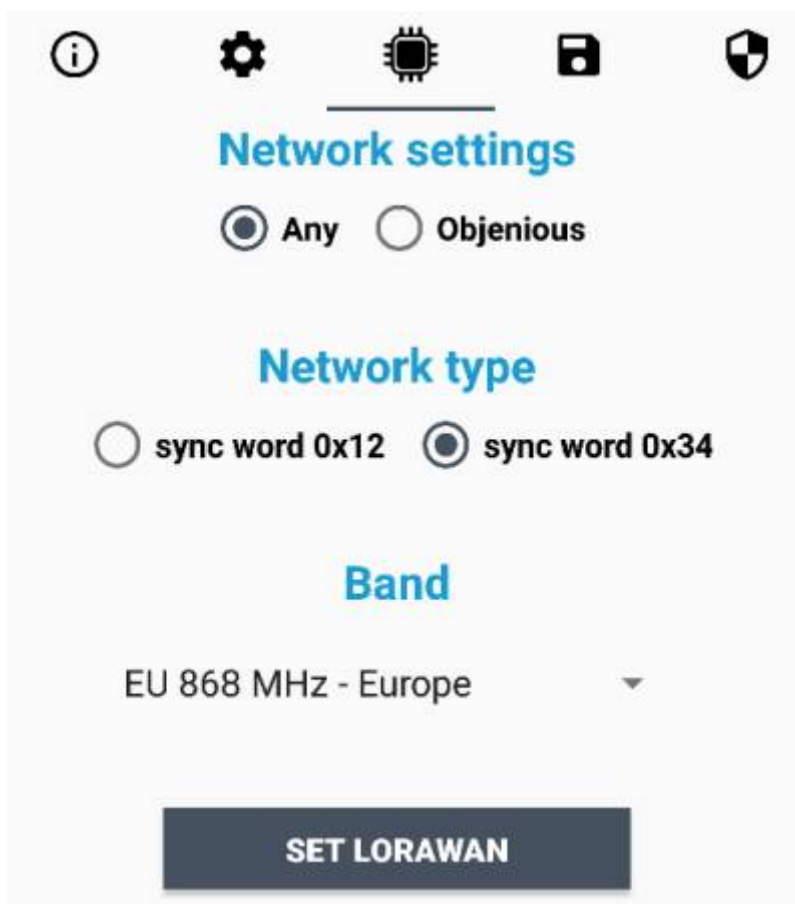 Network settings
Any Objenious
Network type
sync word 0x12 sync word 0x34
Band
EU 868 MHz - Europe
SET LORAWAN